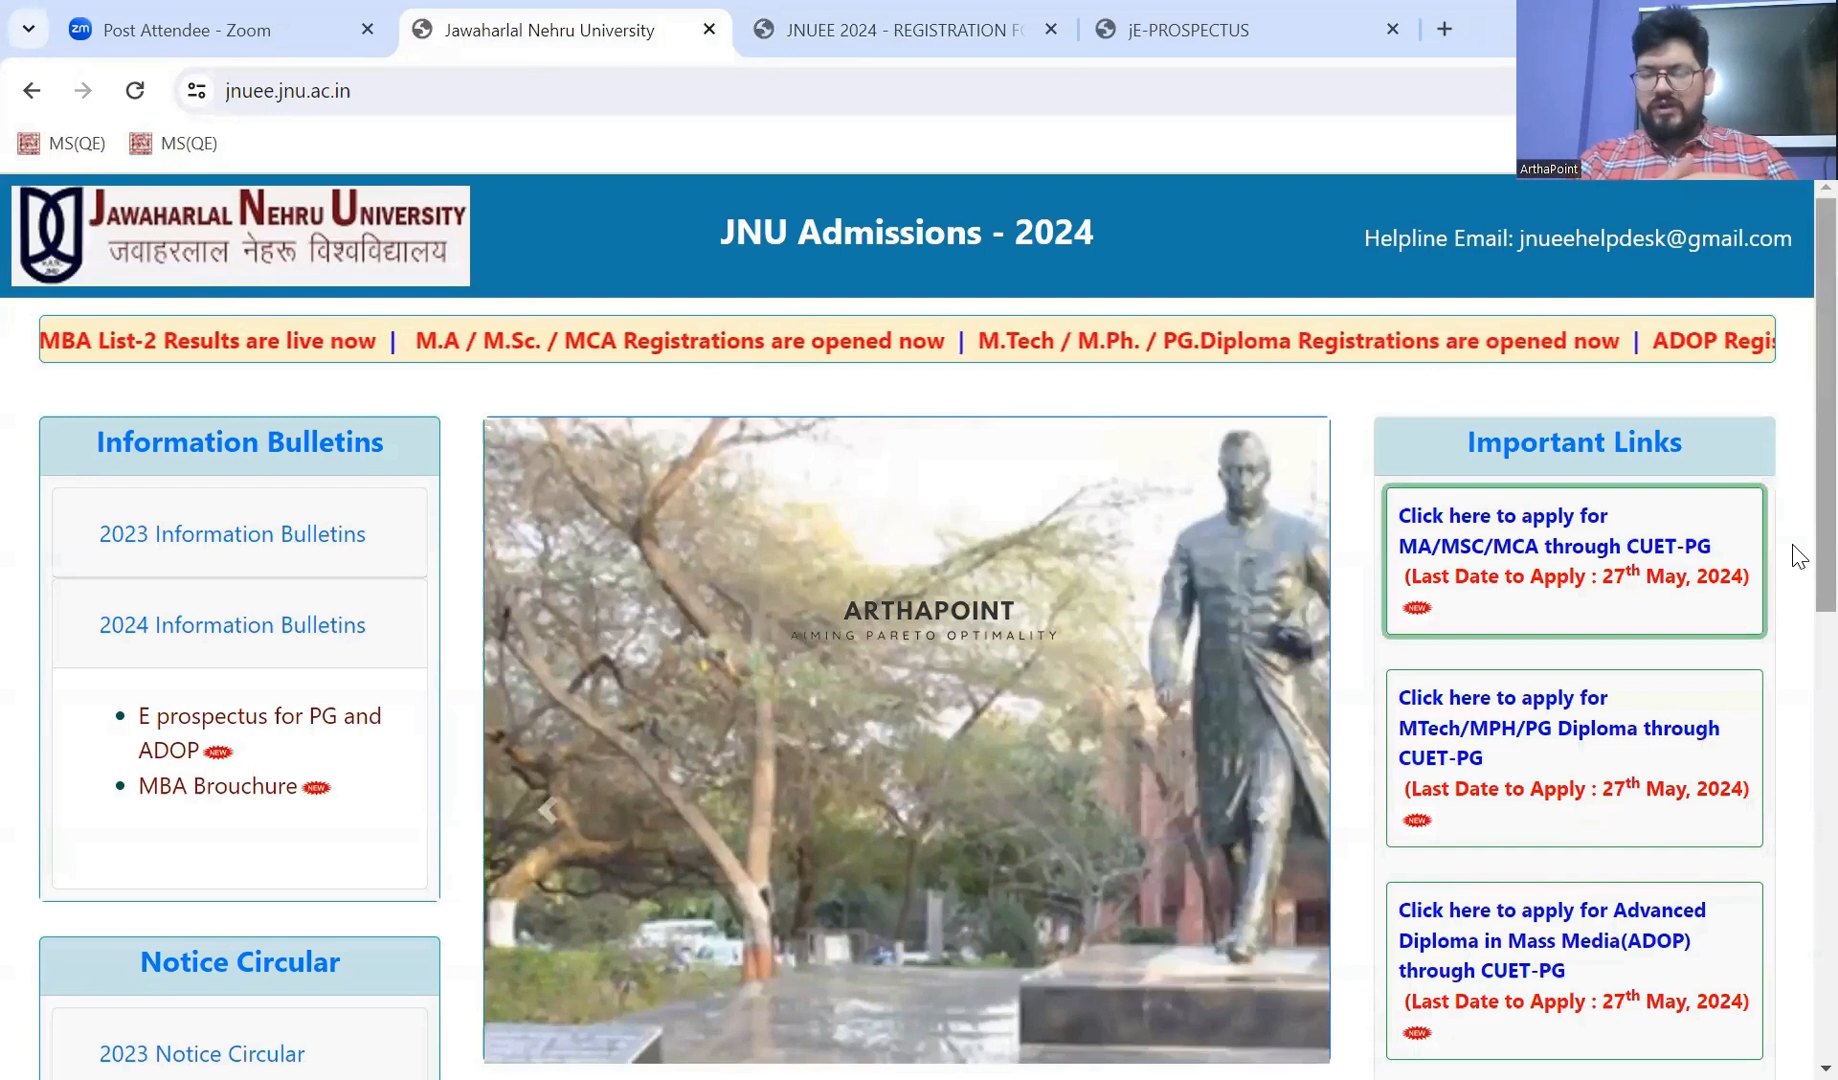 Post Attendee - Zoom
Jawaharlal Nehru University
JNUEE 2024 - REGISTRATION FO
jE-PROSPECTUS
jnuee.jnu.ac.in
MS(QE)
MS(QE)
ArthaPoint
JAWAHARLAL NEHRU UNIVERSITY
जवाहरलाल नेहरू विश्वविद्यालय
JNU Admissions - 2024
Helpline Email: jnueehelpdesk@gmail.com
MBA List-2 Results are live now | M.A / M.Sc. / MCA Registrations are opened now | M.Tech / M.Ph. / PG.Diploma Registrations are opened now | ADOP Regis
Information Bulletins
2023 Information Bulletins
2024 Information Bulletins
E prospectus for PG and
ADOP NEW
MBA Brouchure NEW
Notice Circular
2023 Notice Circular
ARTHAPOINT
AIMING PARETO OPTIMALITY
Important Links
Click here to apply for
MA/MSC/MCA through CUET-PG
(Last Date to Apply : 27th May, 2024)
NEW
Click here to apply for
MTech/MPH/PG Diploma through
CUET-PG
(Last Date to Apply : 27th May, 2024)
NEW
Click here to apply for Advanced
Diploma in Mass Media(ADOP)
through CUET-PG
(Last Date to Apply : 27th May, 2024)
NEW